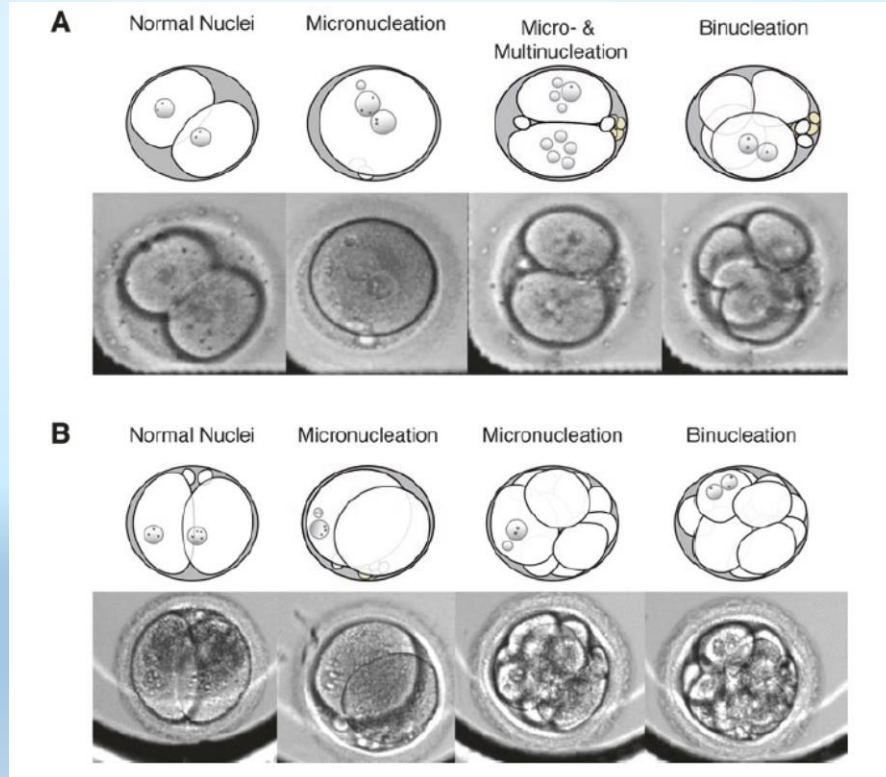 A
Normal Nuclei
Micronucleation
Micro- &
Multinucleation
Binucleation
B
Normal Nuclei
Micronucleation
Micronucleation
Binucleation